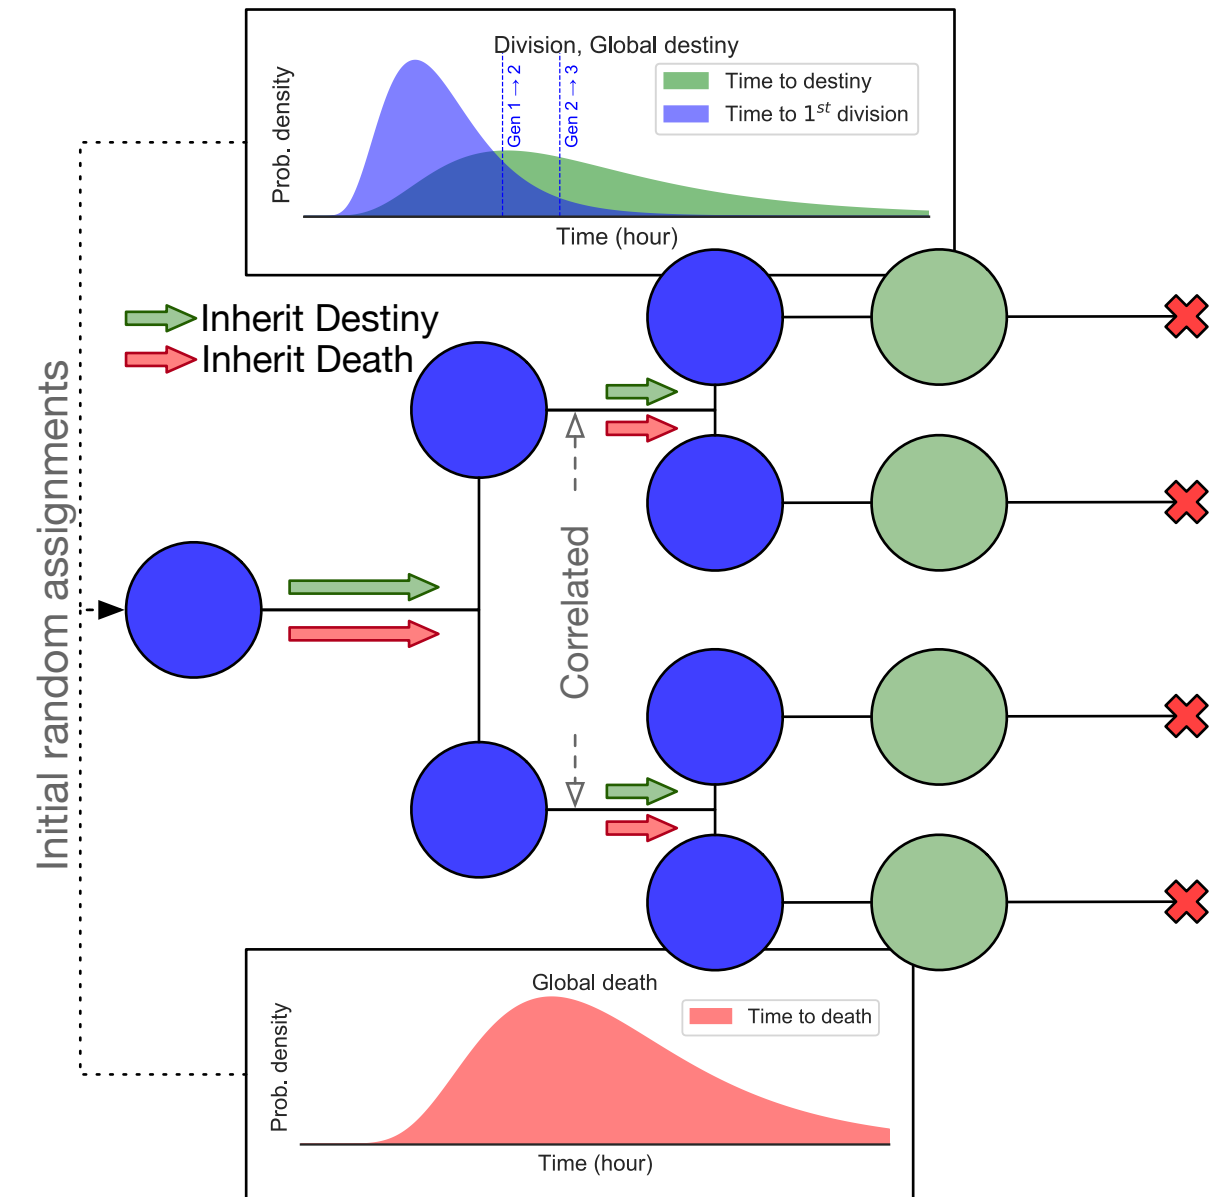 Division, Global destiny
Prob. density
Gen 1 → 2
Gen 2 → 3
Time to destiny
Time to 1st division
Time (hour)
Inherit Destiny
Inherit Death
Initial random assignments
Correlated
Global death
Prob. density
Time to death
Time (hour)